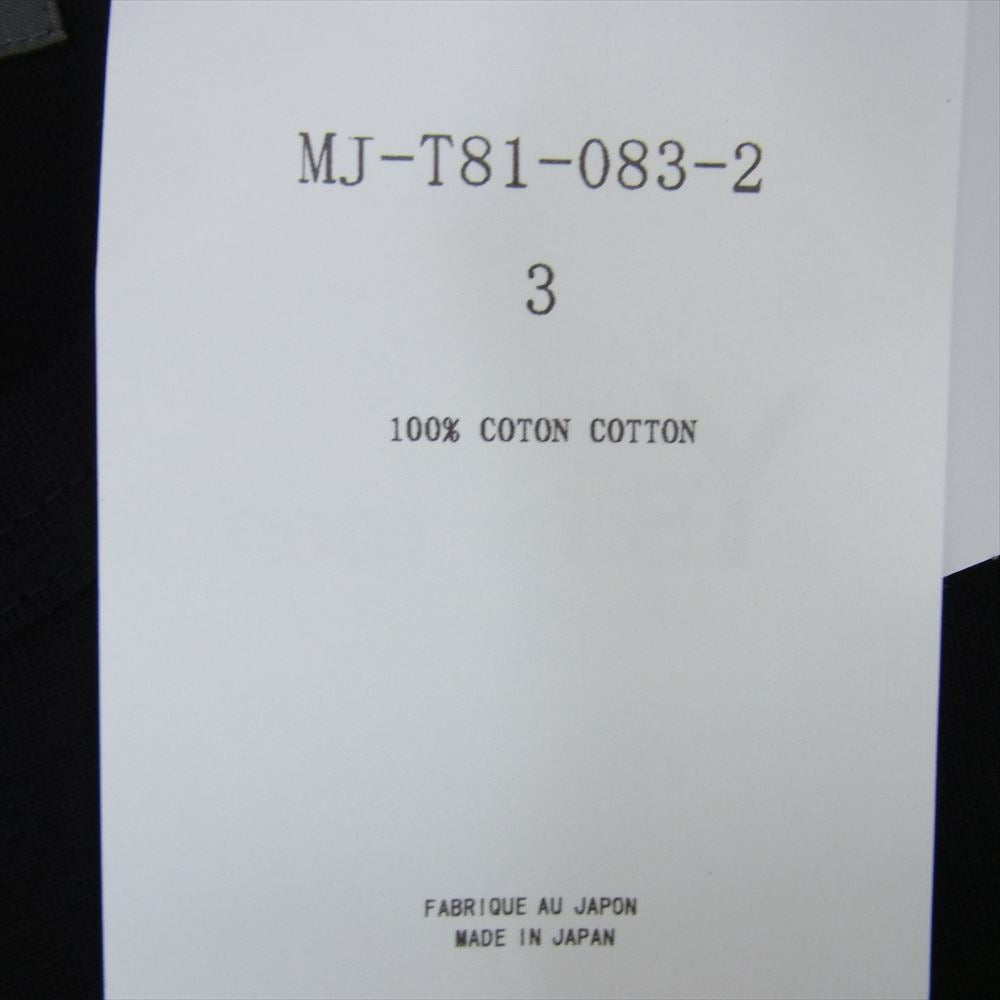 MJ-T81-083-2
3
100% COTON COTTON
FABRIQUE AU JAPON
MADE IN JAPAN